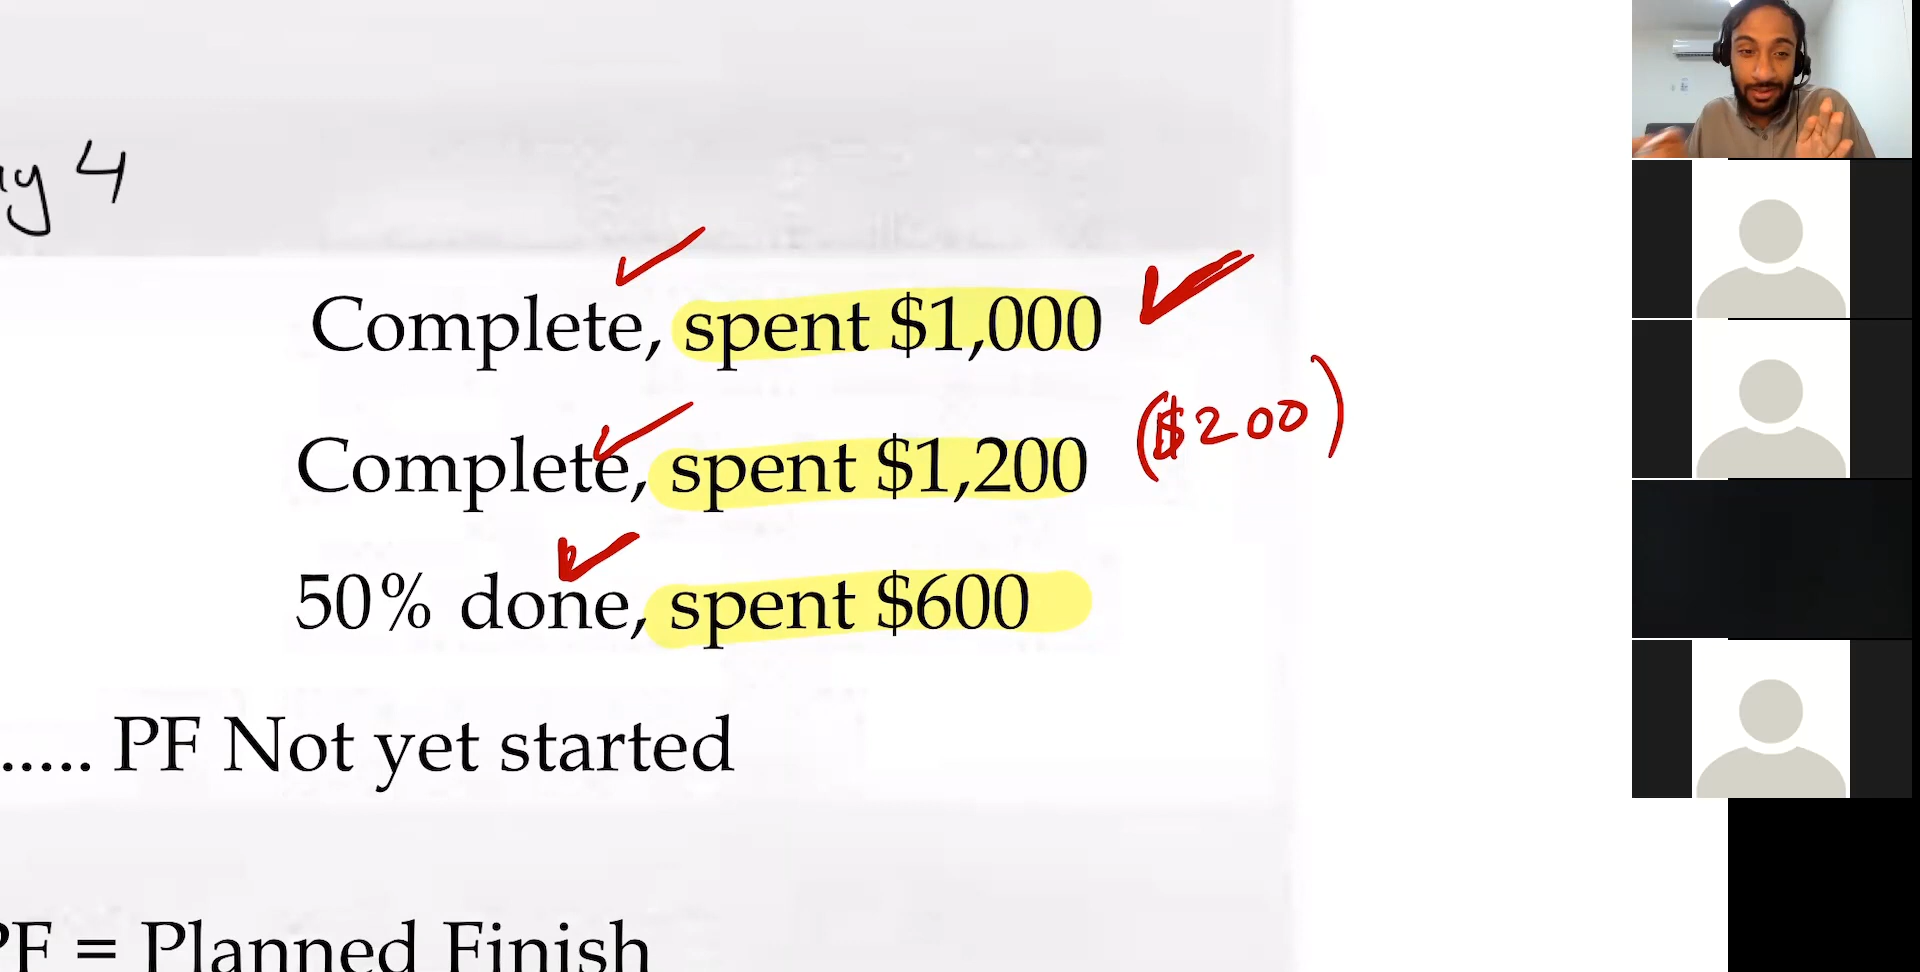 y 4
Complete, spent $1,000
($200)
Complete, spent $1,200
50% done, spent $600
..... PF Not yet started
PF = Planned Finish